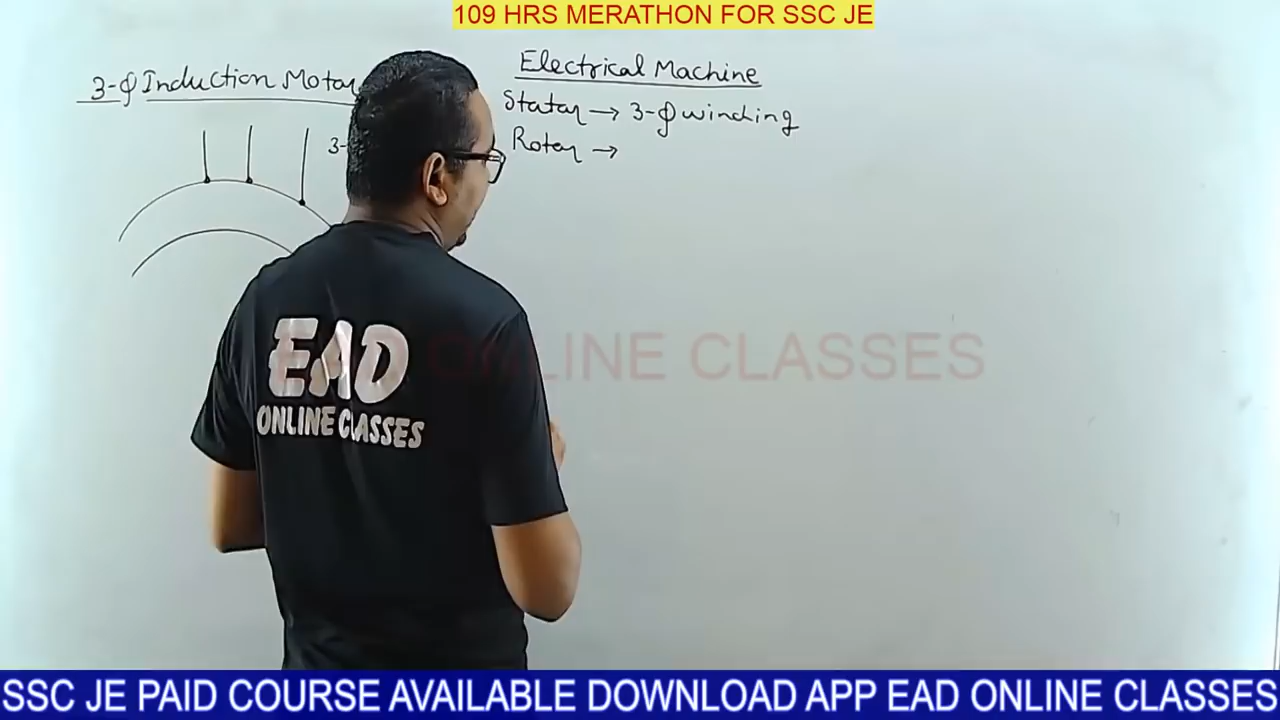 109 HRS MERATHON FOR SSC JE
Electrical Machine
3-φ Induction Motor
Stator → 3-φ winding
3-
Rotor →
EAD
ONLINE CLASSES
ONLINE CLASSES
SSC JE PAID COURSE AVAILABLE DOWNLOAD APP EAD ONLINE CLASSES